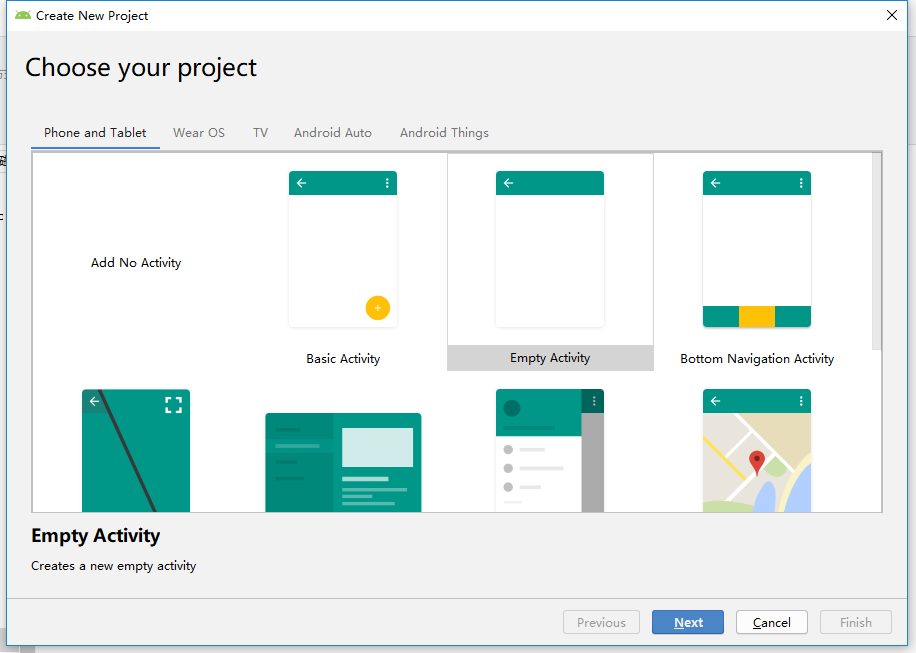 Create New Project
Choose your project
Phone and Tablet
Wear OS
TV
Android Auto
Android Things
Add No Activity
Basic Activity
Empty Activity
Bottom Navigation Activity
Empty Activity
Creates a new empty activity
Previous
Next
Cancel
Finish